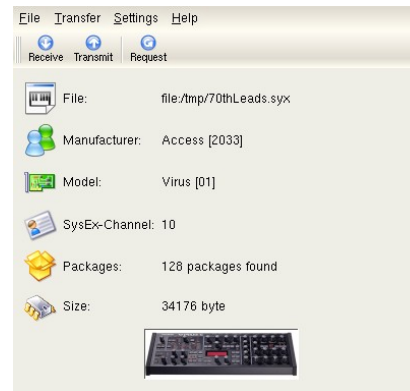 File Transfer Settings Help
Receive Transmit Request
File: file:/tmp/70thLeads.syx
Manufacturer: Access [2033]
Model: Virus [01]
SysEx-Channel: 10
Packages: 128 packages found
Size: 34176 byte